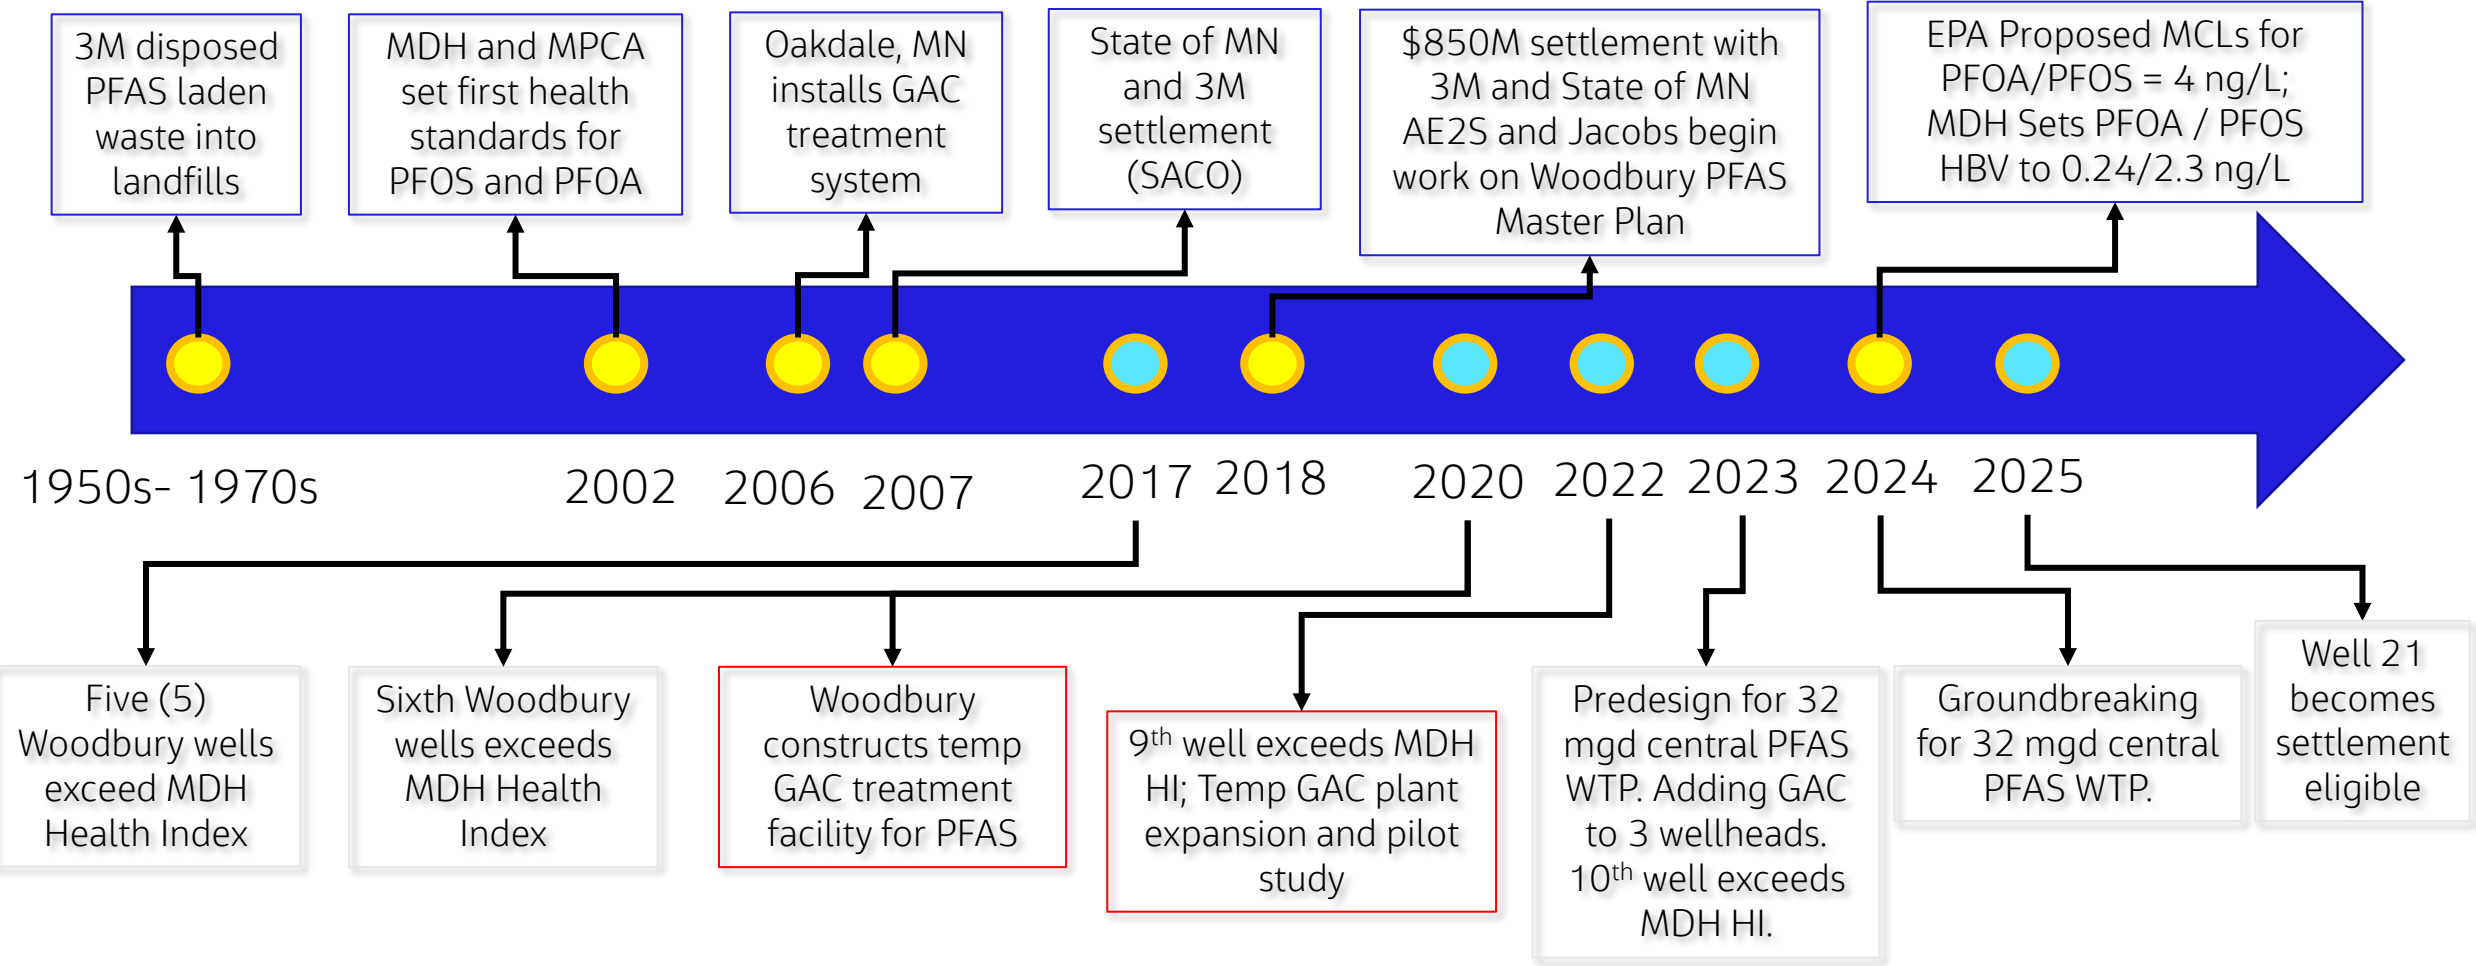 3M disposed
PFAS laden
waste into
landfills
MDH and MPCA
set first health
standards for
PFOS and PFOA
Oakdale, MN
installs GAC
treatment
system
State of MN
and 3M
settlement
(SACO)
$850M settlement with
3M and State of MN
AE2S and Jacobs begin
work on Woodbury PFAS
Master Plan
EPA Proposed MCLs for
PFOA/PFOS = 4 ng/L;
MDH Sets PFOA / PFOS
HBV to 0.24/2.3 ng/L
1950s- 1970s
2002
2006
2007
2017
2018
2020
2022
2023
2024
2025
Five (5)
Woodbury wells
exceed MDH
Health Index
Sixth Woodbury
wells exceeds
MDH Health
Index
Woodbury
constructs temp
GAC treatment
facility for PFAS
9th well exceeds MDH
HI; Temp GAC plant
expansion and pilot
study
Predesign for 32
mgd central PFAS
WTP. Adding GAC
to 3 wellheads.
10th well exceeds
MDH HI.
Groundbreaking
for 32 mgd central
PFAS WTP.
Well 21
becomes
settlement
eligible